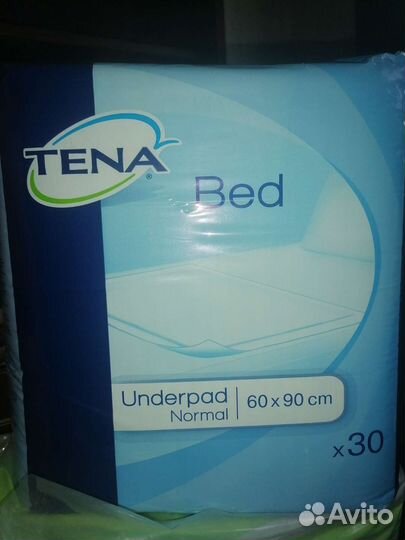 TENA®
Bed
Underpad
Normal
60 x 90 cm
x30
Avito